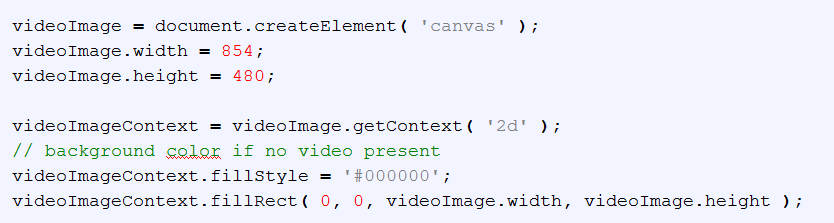 videoImage = document.createElement( 'canvas' );
videoImage.width = 854;
videoImage.height = 480;
videoImageContext = videoImage.getContext( '2d' );
// background color if no video present
videoImageContext.fillStyle = '#000000';
videoImageContext.fillRect( 0, 0, videoImage.width, videoImage.height );